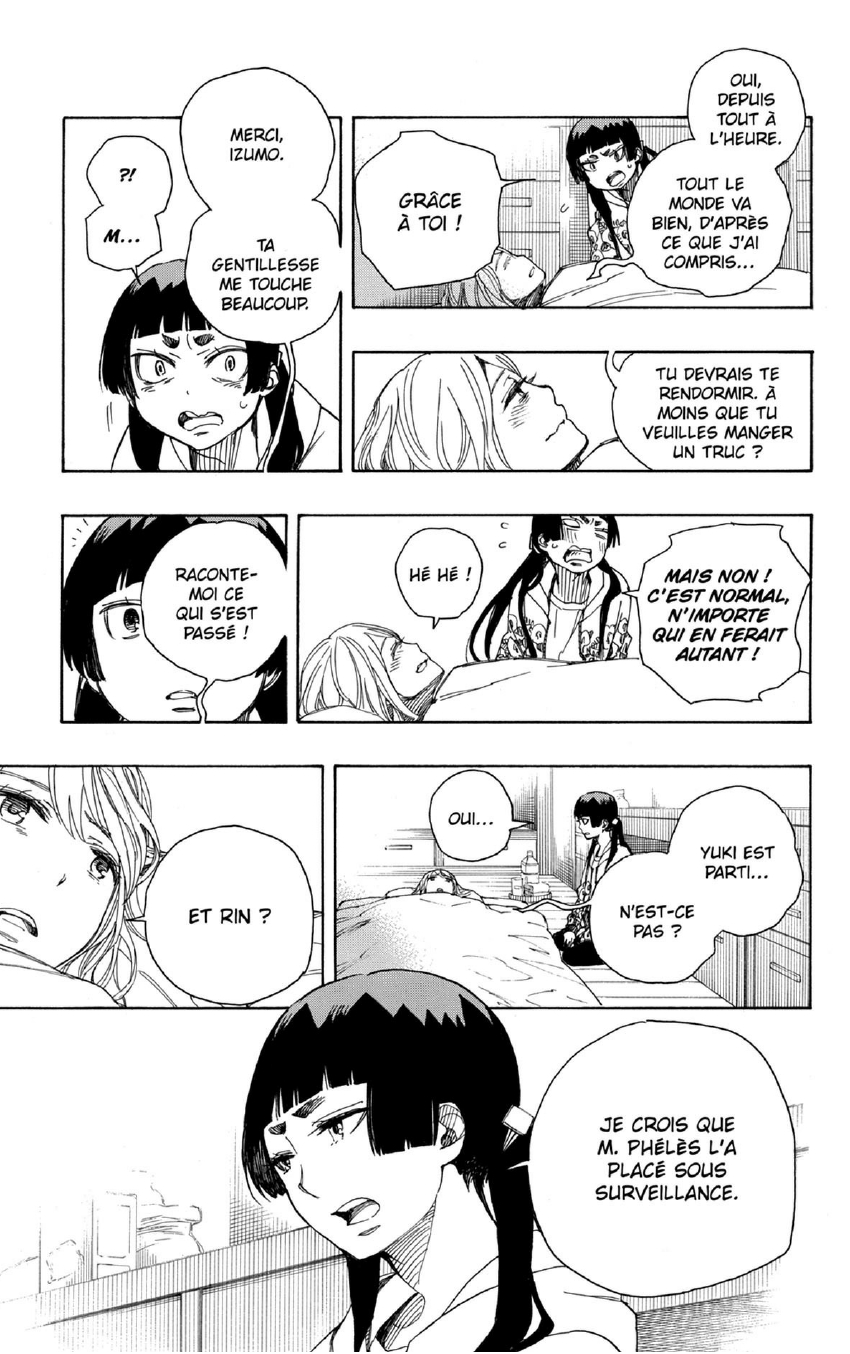 OUI,
DEPUIS
TOUT À
L'HEURE.
TOUT LE
MONDE VA
BIEN, D'APRÈS
CE QUE J'AI
COMPRIS...
GRÂCE
À TOI !
MERCI,
IZUMO.
TA
GENTILLESSE
ME TOUCHE
BEAUCOUP.
?!
M...
TU DEVRAIS TE
RENDORMIR. À
MOINS QUE TU
VEUILLES MANGER
UN TRUC ?
MAIS NON !
C'EST NORMAL,
N'IMPORTE
QUI EN FERAIT
AUTANT !
HÉ HÉ !
RACONTE-
MOI CE
QUI S'EST
PASSÉ !
YUKI EST
PARTI...
N'EST-CE
PAS ?
OUI...
ET RIN ?
JE CROIS QUE
M. PHÉLÈS L'A
PLACÉ SOUS
SURVEILLANCE.